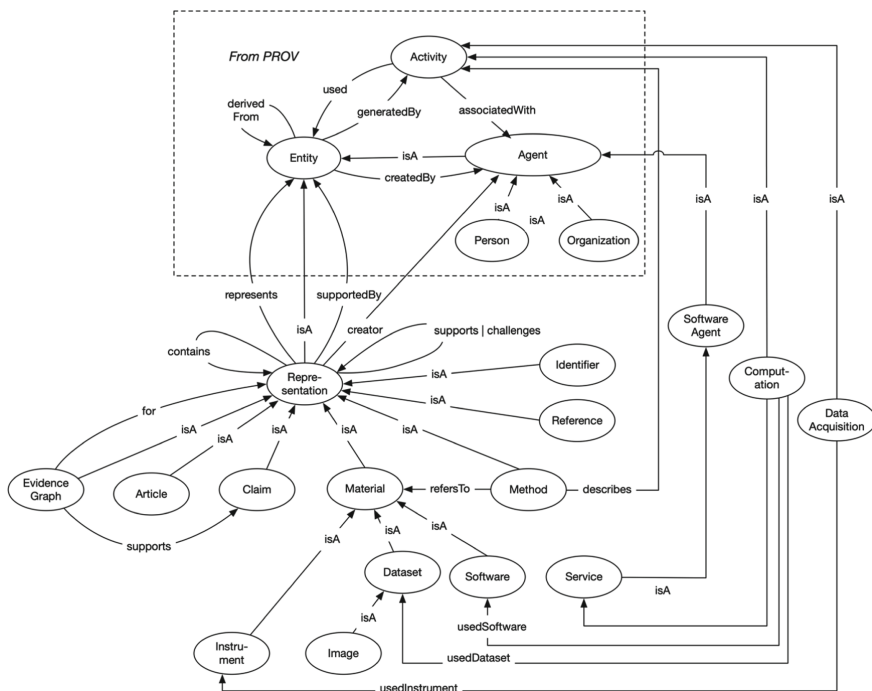 From PROV
Activity
used
derived
From
generatedBy
associatedWith
Entity
isA
Agent
createdBy
isA
isA
isA
isA
isA
isA
Person
Organization
represents
supportedBy
isA
creator
contains
supports | challenges
Software
Agent
Identifier
Repre-
sentation
isA
Comput-
ation
for
isA
isA
isA
isA
isA
isA
Reference
Data
Acquisition
Evidence
Graph
Article
Claim
Material
refersTo
Method
describes
supports
isA
isA
isA
Dataset
Software
Service
isA
isA
usedSoftware
Instru-
ment
Image
usedDataset
usedInstrument